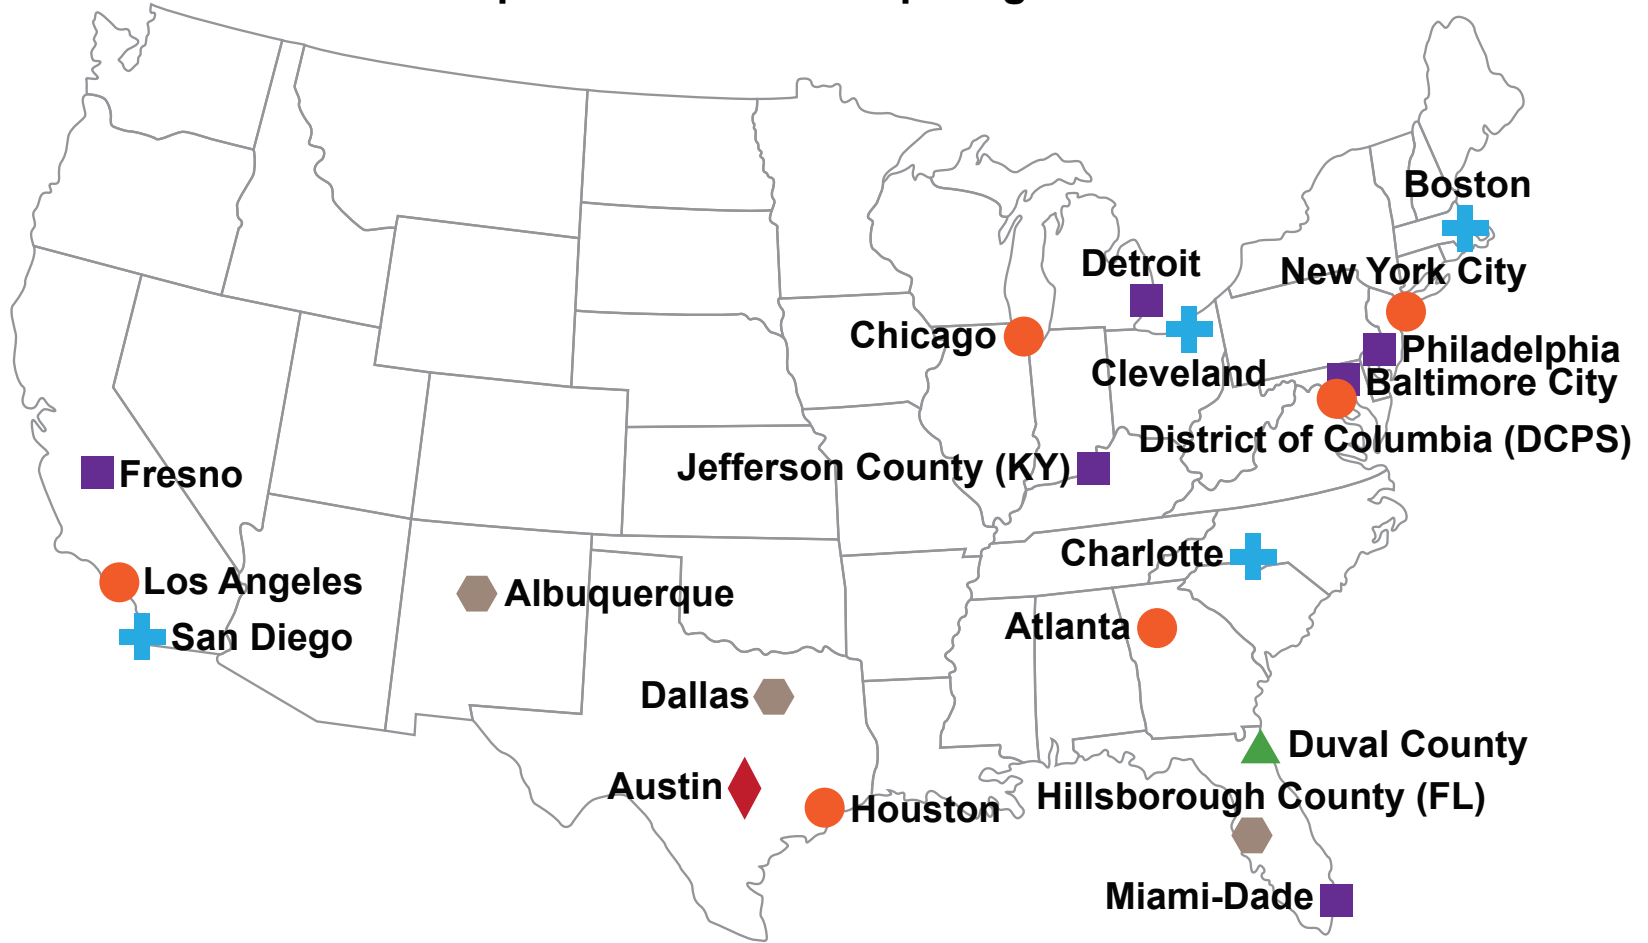 Boston
Detroit
New York City
Chicago
Philadelphia
Cleveland
Baltimore City
District of Columbia (DCPS)
Jefferson County (KY)
Fresno
Charlotte
Los Angeles
Albuquerque
Atlanta
San Diego
Dallas
Duval County
Austin
Hillsborough County (FL)
Houston
Miami-Dade